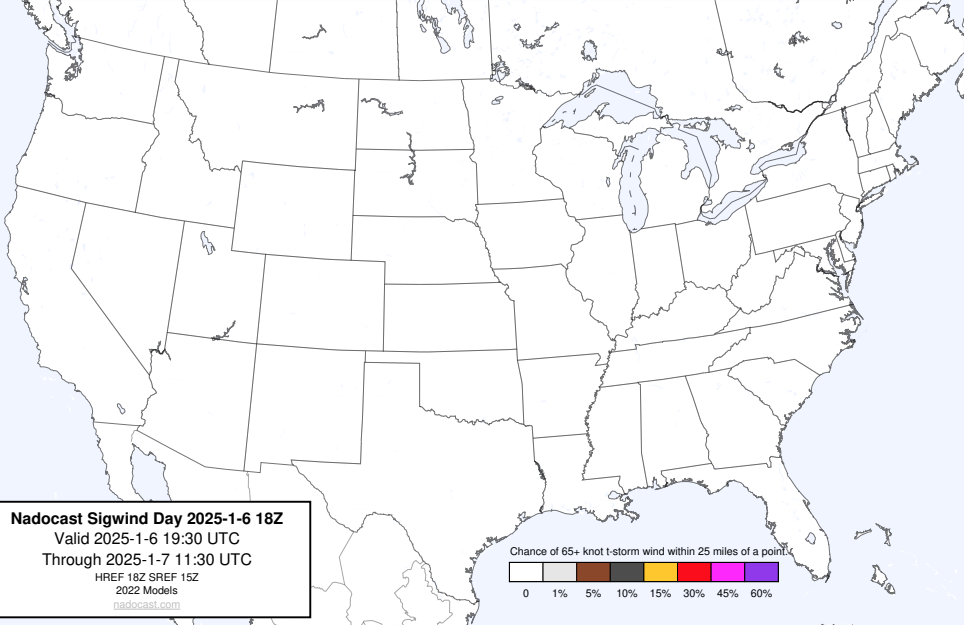 Nadocast Sigwind Day 2025-1-6 18Z
Valid 2025-1-6 19:30 UTC
Through 2025-1-7 11:30 UTC
HREF 18Z SREF 15Z
2022 Models
nadocast.com
Chance of 65+ knot t-storm wind within 25 miles of a point.
0 1% 5% 10% 15% 30% 45% 60%